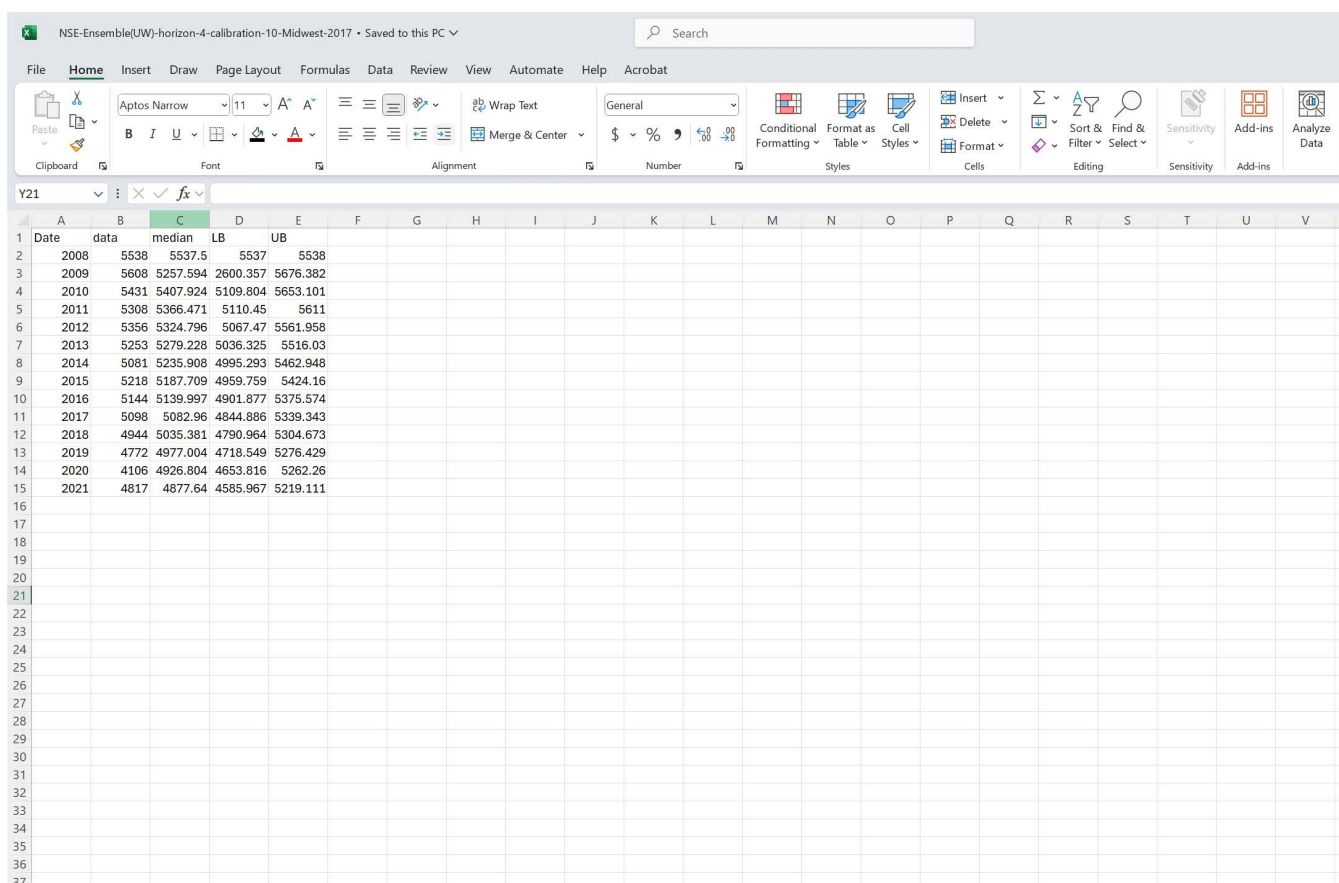 NSE-Ensemble(UW)-horizon-4-calibration-10-Midwest-2017 • Saved to this PC
Search
File Home Insert Draw Page Layout Formulas Data Review View Automate Help Acrobat
Aptos Narrow 11 A A ab Wrap Text General Insert Σ A Z
Paste Conditional Formatting Format as Table Cell Styles Delete Sort & Filter Find & Select Sensitivity Add-ins Analyze Data
B I U A Merge & Center $ % 9 .00 .00 Format
Clipboard Font Alignment Number Styles Cells Editing Sensitivity Add-ins
Y21 fx
A B C D E F G H I J K L M N O P Q R S T U V
1 Date data median LB UB
2 2008 5538 5537.5 5537 5538
3 2009 5608 5257.594 2600.357 5676.382
4 2010 5431 5407.924 5109.804 5653.101
5 2011 5308 5366.471 5110.45 5611
6 2012 5356 5324.796 5067.47 5561.958
7 2013 5253 5279.228 5036.325 5516.03
8 2014 5081 5235.908 4995.293 5462.948
9 2015 5218 5187.709 4959.759 5424.16
10 2016 5144 5139.997 4901.877 5375.574
11 2017 5098 5082.96 4844.886 5339.343
12 2018 4944 5035.381 4790.964 5304.673
13 2019 4772 4977.004 4718.549 5276.429
14 2020 4106 4926.804 4653.816 5262.26
15 2021 4817 4877.64 4585.967 5219.111
16
17
18
19
20
21
22
23
24
25
26
27
28
29
30
31
32
33
34
35
36
37